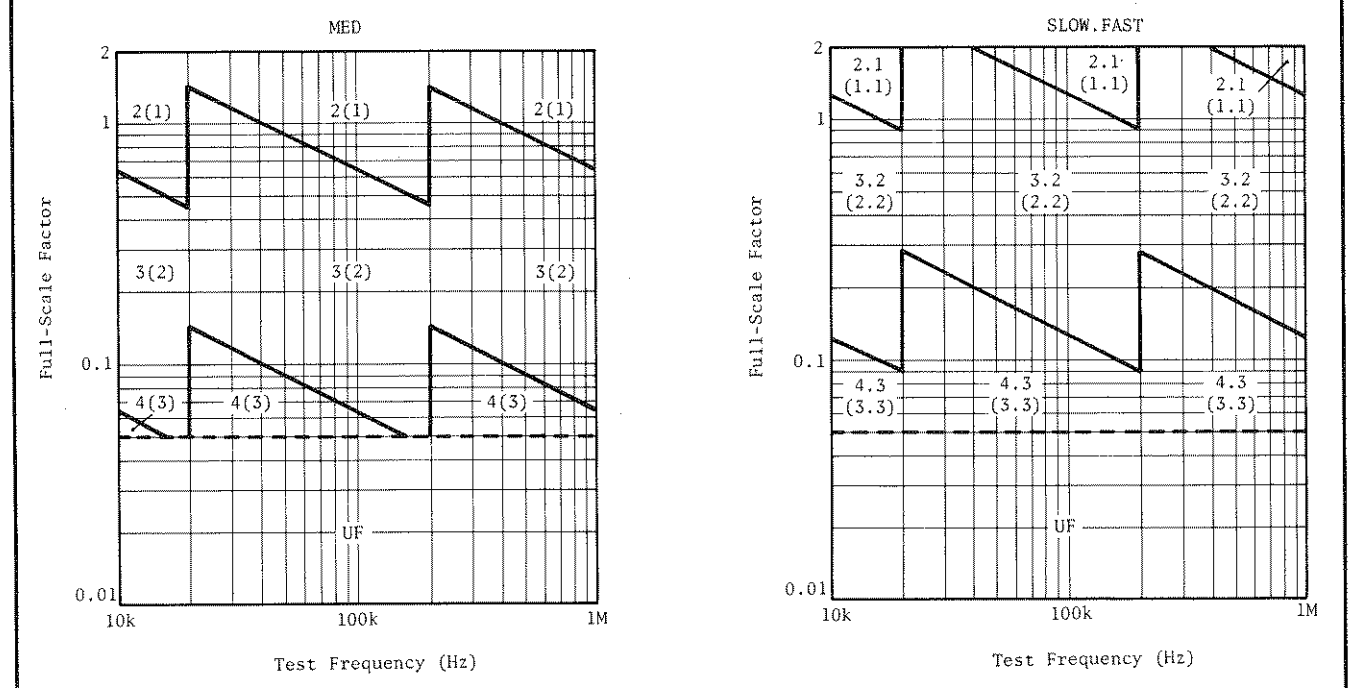 MED
2
2(1)
2(1)
2(1)
1
Full-Scale Factor
3(2)
3(2)
3(2)
0.1
4(3)
4(3)
4(3)
UF
0.01
10k
100k
1M
Test Frequency (Hz)
SLOW.FAST
2
2.1
(1.1)
2.1
(1.1)
2.1
(1.1)
1
Full-Scale Factor
3.2
(2.2)
3.2
(2.2)
3.2
(2.2)
0.1
4.3
(3.3)
4.3
(3.3)
4.3
(3.3)
UF
0.01
10k
100k
1M
Test Frequency (Hz)